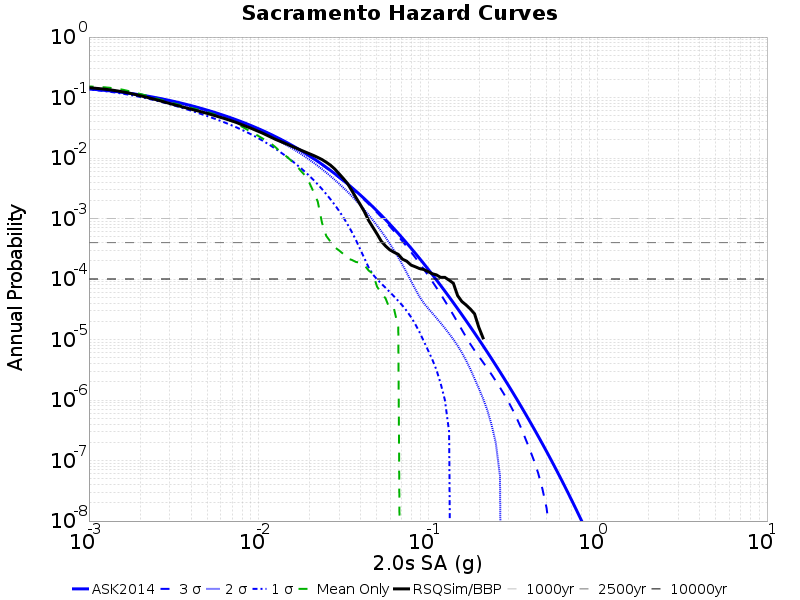 Sacramento Hazard Curves
10^0
10^-1
10^-2
10^-3
10^-4
10^-5
10^-6
10^-7
10^-8
Annual Probability
10^-3 10^-2 10^-1 10^0 10^1
2.0s SA (g)
ASK2014 3 σ 2 σ 1 σ Mean Only RSQSim/BBP 1000yr 2500yr 10000yr